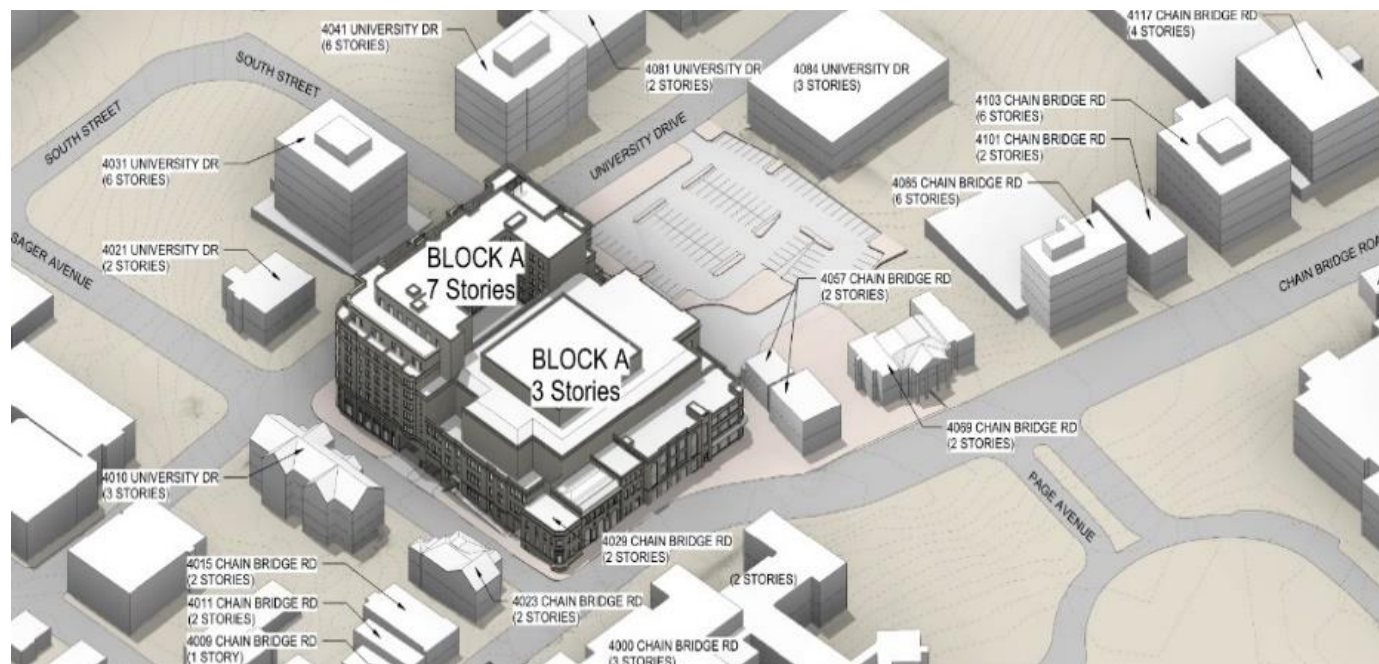 4041 UNIVERSITY DR
(6 STORIES)
4117 CHAIN BRIDGE RD
(4 STORIES)
SOUTH STREET
4081 UNIVERSITY DR
(2 STORIES)
4084 UNIVERSITY DR
(3 STORIES)
4103 CHAIN BRIDGE RD
(6 STORIES)
SOUTH STREET
UNIVERSITY DRIVE
4101 CHAIN BRIDGE RD
(2 STORIES)
4031 UNIVERSITY DR
(6 STORIES)
4085 CHAIN BRIDGE RD
(6 STORIES)
SAGER AVENUE
4021 UNIVERSITY DR
(2 STORIES)
BLOCK A
7 Stories
4057 CHAIN BRIDGE RD
(2 STORIES)
CHAIN BRIDGE ROA
BLOCK A
3 Stories
4069 CHAIN BRIDGE RD
(2 STORIES)
4010 UNIVERSITY DR
(3 STORIES)
PAGE AVENUE
4029 CHAIN BRIDGE RD
(2 STORIES)
4015 CHAIN BRIDGE RD
(2 STORIES)
(2 STORIES)
4011 CHAIN BRIDGE RD
(2 STORIES)
4023 CHAIN BRIDGE RD
(2 STORIES)
4009 CHAIN BRIDGE RD
(1 STORY)
4000 CHAIN BRIDGE RD
(3 STORIES)